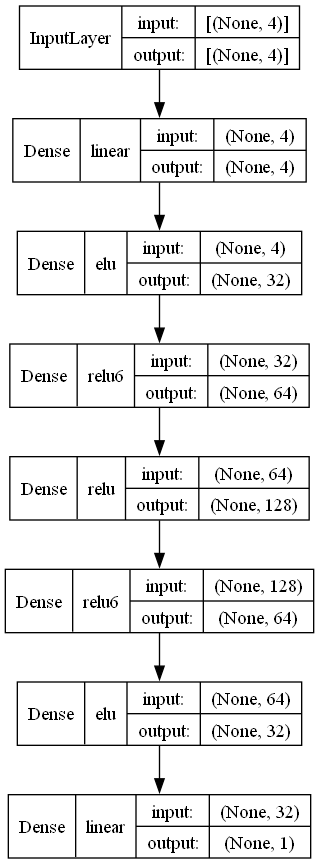 InputLayer input: [(None, 4)]
output: [(None, 4)]
Dense linear input: (None, 4)
output: (None, 4)
Dense elu input: (None, 4)
output: (None, 32)
Dense relu6 input: (None, 32)
output: (None, 64)
Dense relu input: (None, 64)
output: (None, 128)
Dense relu6 input: (None, 128)
output: (None, 64)
Dense elu input: (None, 64)
output: (None, 32)
Dense linear input: (None, 32)
output: (None, 1)